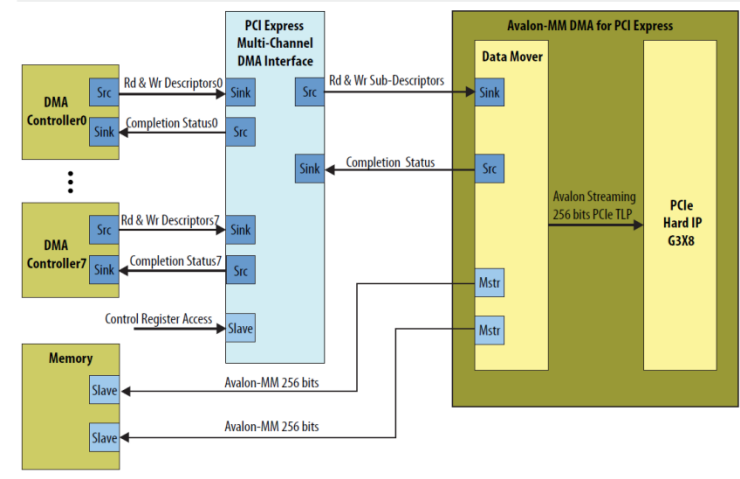 PCI Express
Multi-Channel
DMA Interface
Avalon-MM DMA for PCI Express
Data Mover
DMA
Controller0
Src
Rd & Wr Descriptors0
Sink
Src
Rd & Wr Sub-Descriptors
Sink
Sink
Completion Status0
Src
Sink
Completion Status
Src
Avalon Streaming
256 bits PCIe TLP
PCIe
Hard IP
G3X8
DMA
Controller7
Src
Rd & Wr Descriptors7
Sink
Sink
Completion Status7
Src
Mstr
Control Register Access
Slave
Mstr
Memory
Slave
Avalon-MM 256 bits
Slave
Avalon-MM 256 bits